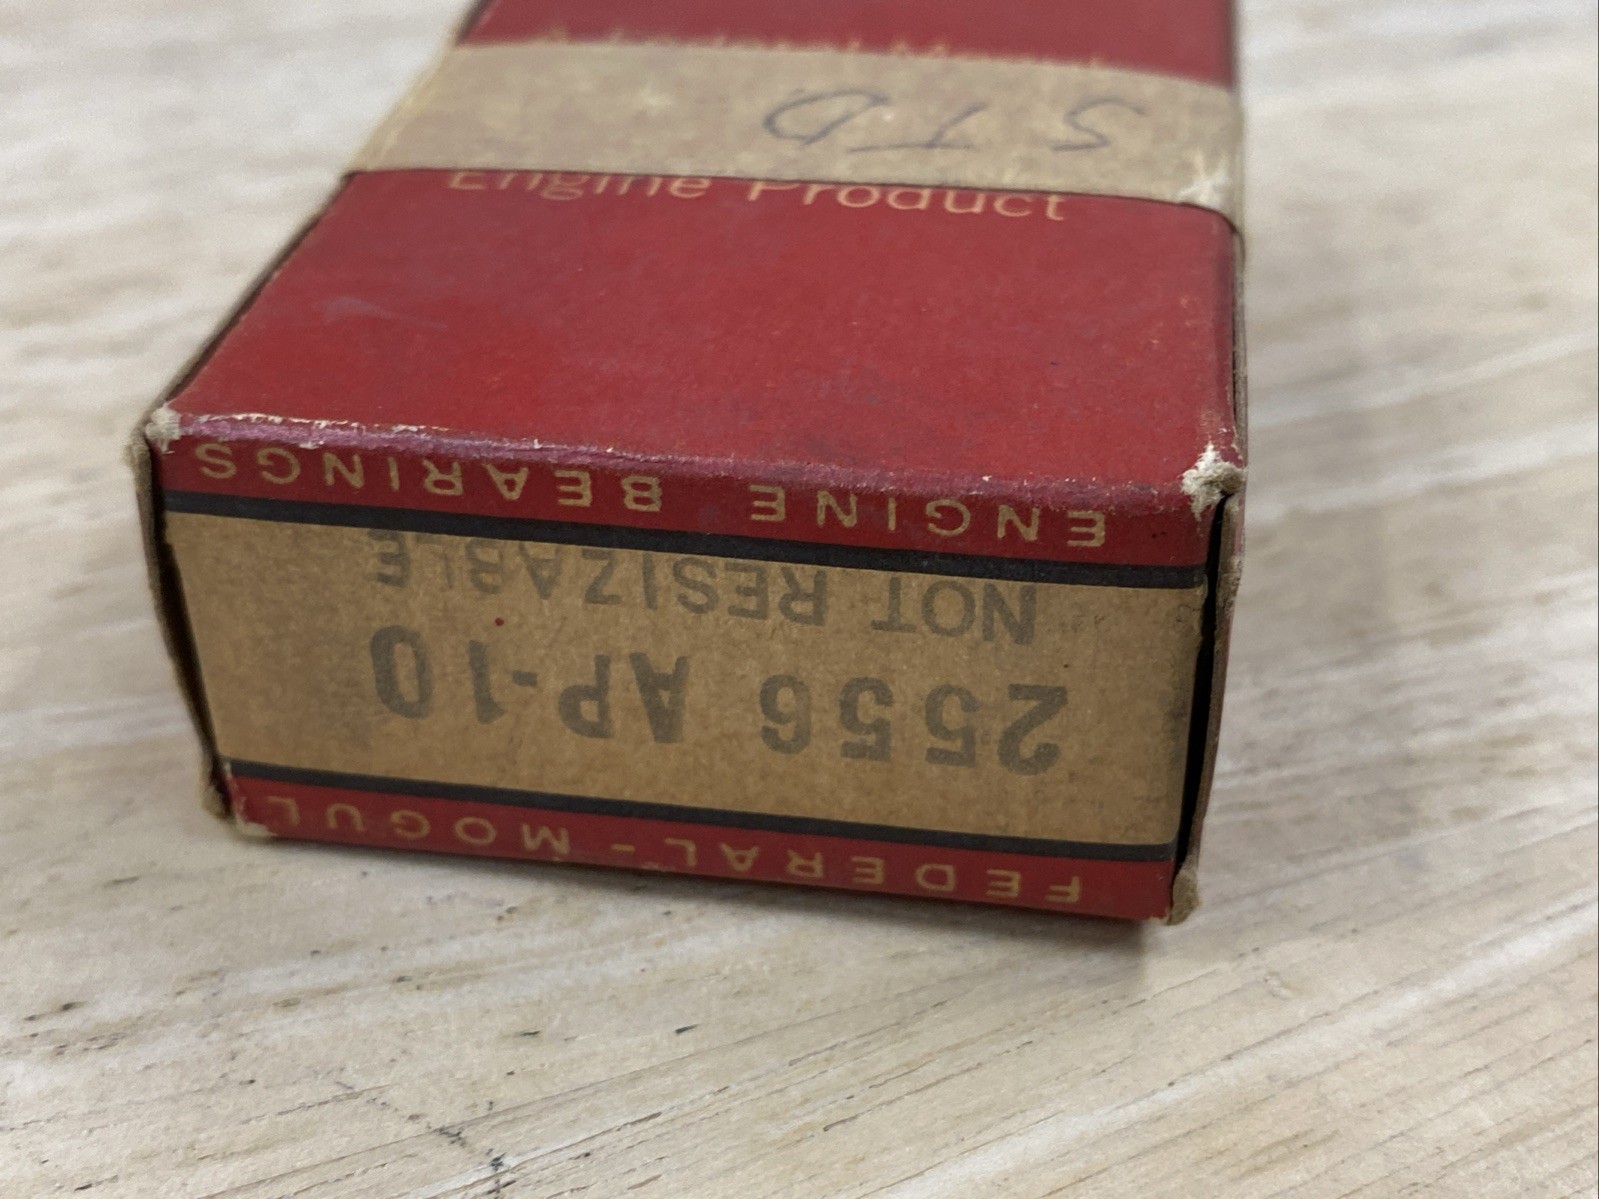 Engine Product
STD
FEDERAL-MOGUL
2556 AP-10
NOT RESIZABLE
ENGINE BEARINGS